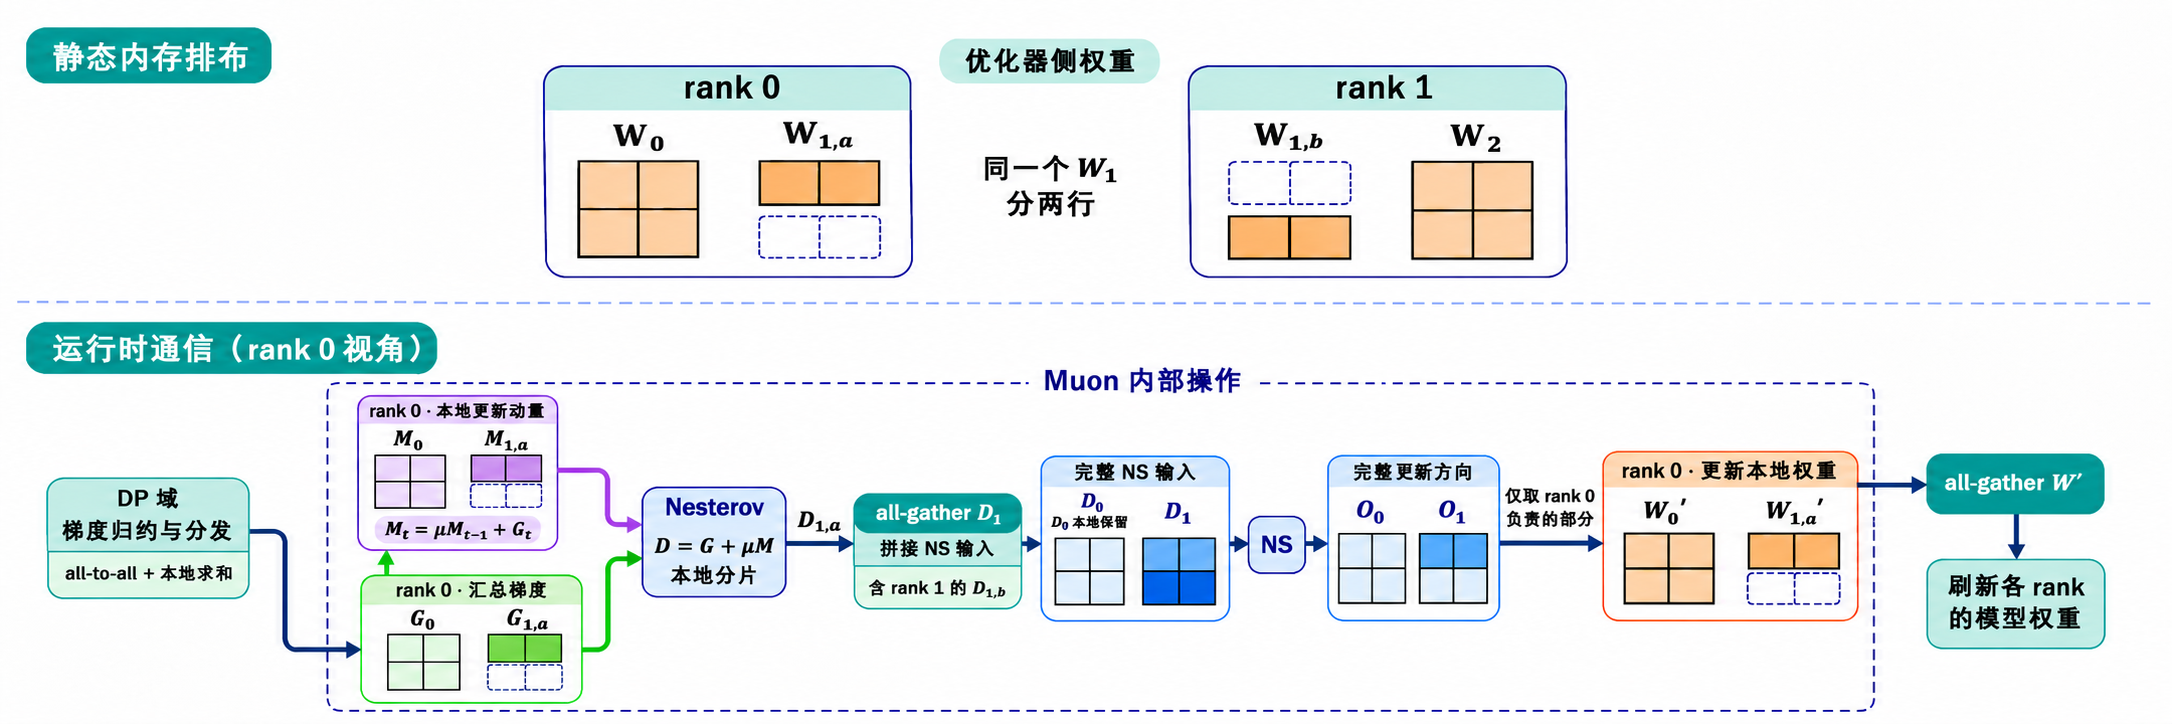 静态内存排布
优化器侧权重
rank 0
W₀
W₁,ₐ
同一个 W₁
分两行
rank 1
W₁,b
W₂
运行时通信（rank 0 视角）
Muon 内部操作
DP 域
梯度归约与分发
all-to-all + 本地求和
rank 0 · 本地更新动量
M₀
M₁,ₐ
Mₜ = μMₜ₋₁ + Gₜ
rank 0 · 汇总梯度
G₀
G₁,ₐ
Nesterov
D = G + μM
本地分片
D₁,ₐ
all-gather D₁
拼接 NS 输入
含 rank 1 的 D₁,b
完整 NS 输入
D₀
D₀ 本地保留
D₁
NS
完整更新方向
O₀
O₁
仅取 rank 0
负责的部分
rank 0 · 更新本地权重
W₀′
W₁,ₐ′
all-gather W′
刷新各 rank
的模型权重